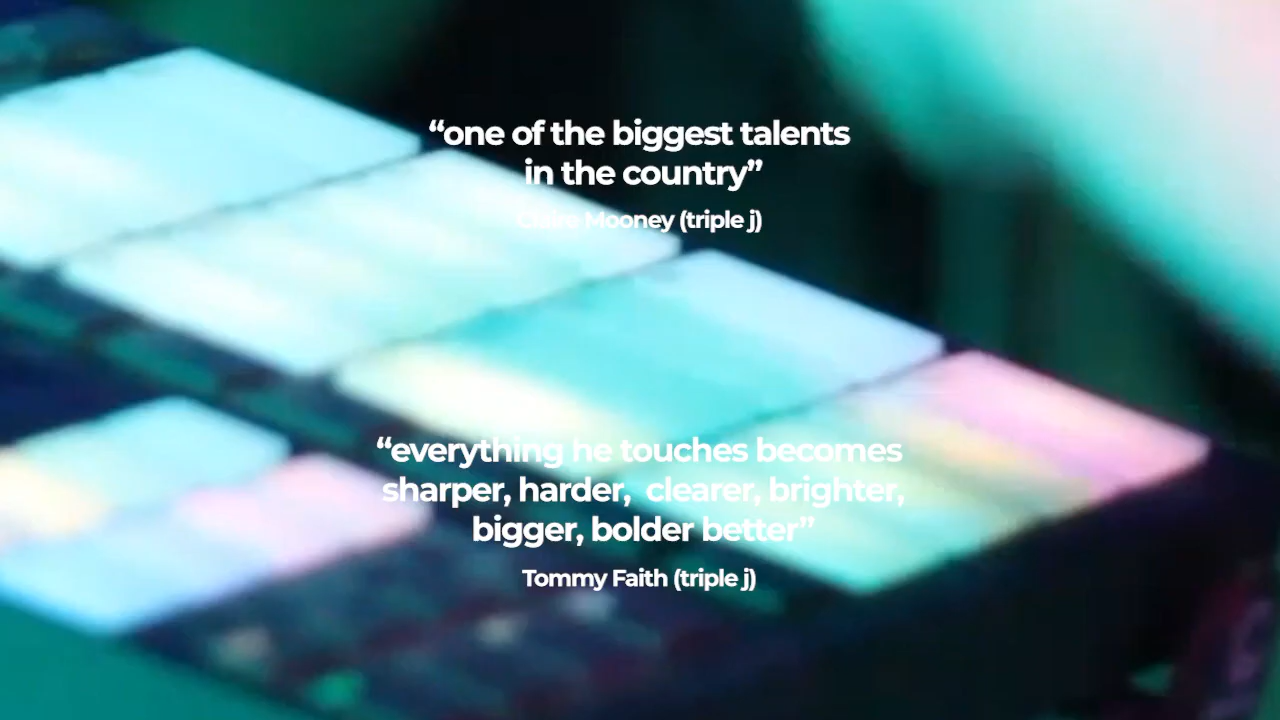 “one of the biggest talents
in the country”
Claire Mooney (triple j)
“everything he touches becomes
sharper, harder,  clearer, brighter,
bigger, bolder better”
Tommy Faith (triple j)